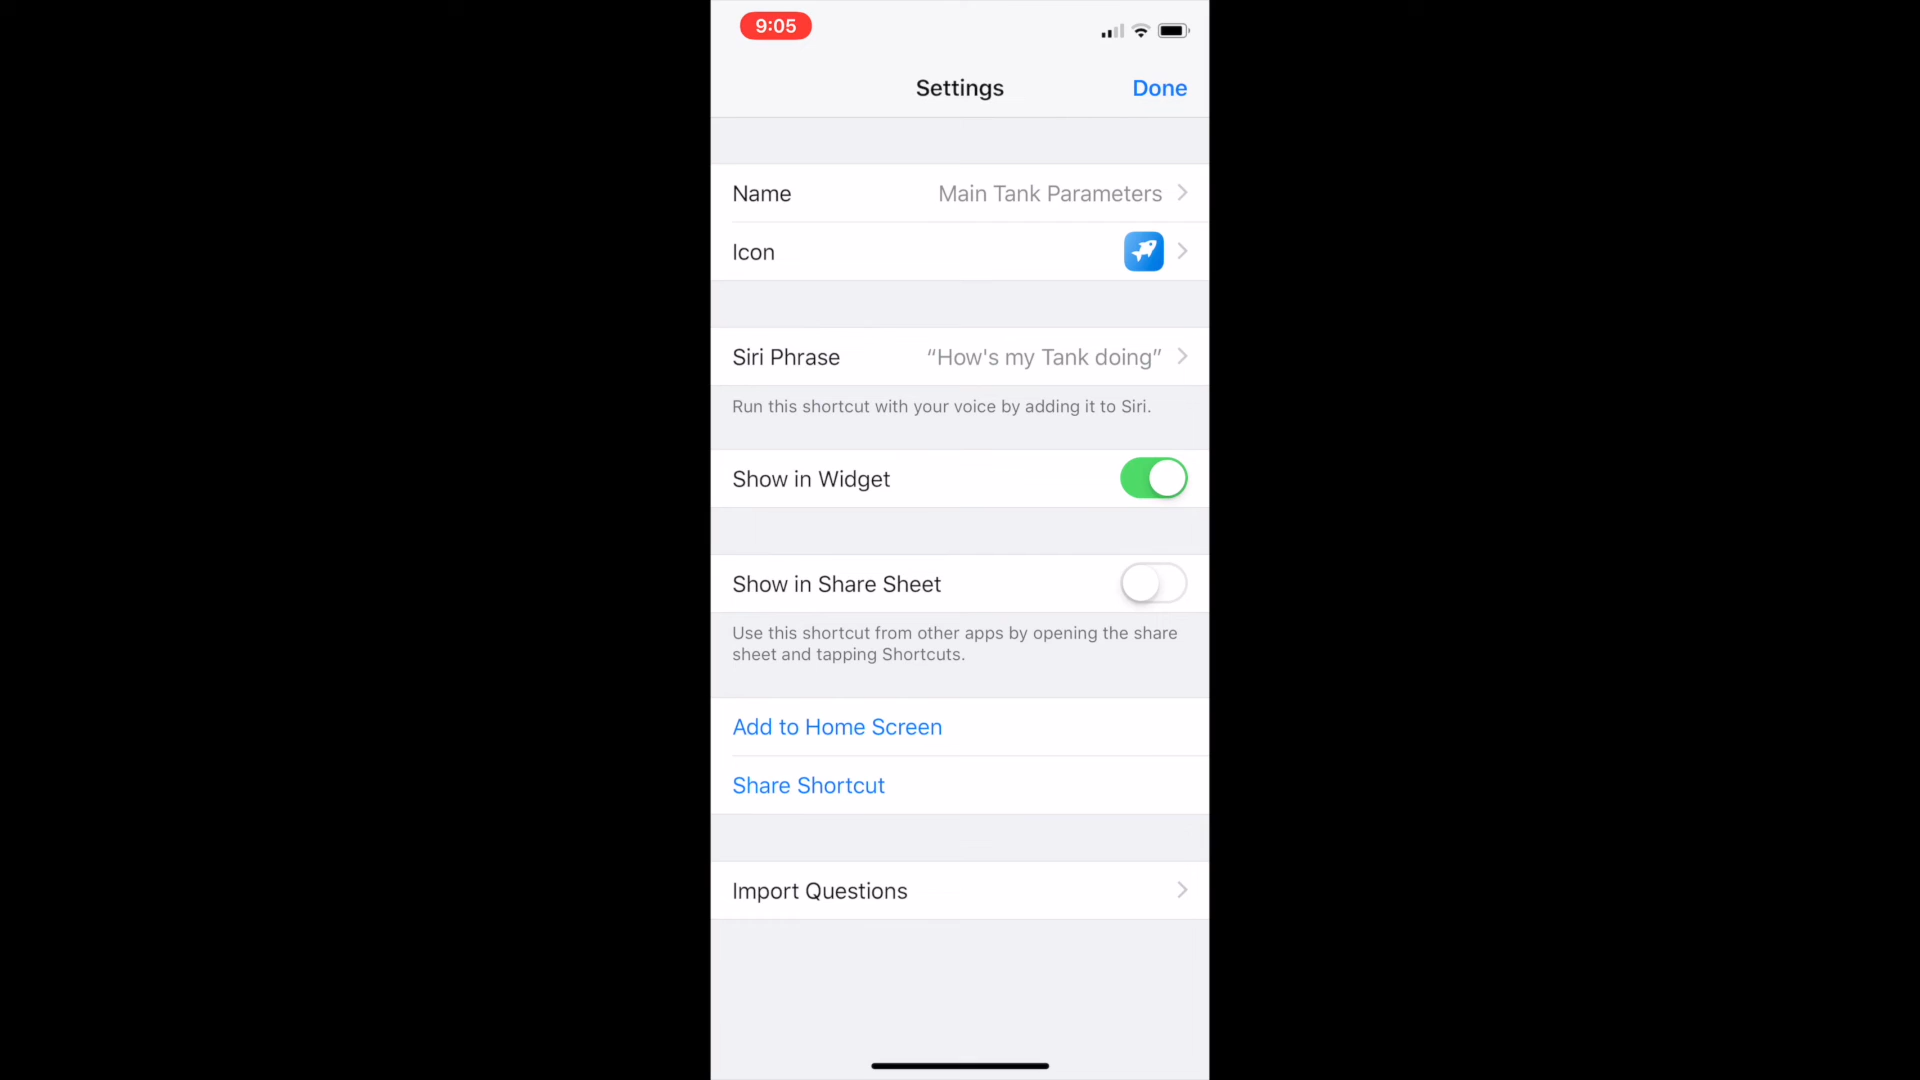 9:05
Settings
Done
Name
Main Tank Parameters
Icon
Siri Phrase
“How's my Tank doing”
Run this shortcut with your voice by adding it to Siri.
Show in Widget
Show in Share Sheet
Use this shortcut from other apps by opening the share
sheet and tapping Shortcuts.
Add to Home Screen
Share Shortcut
Import Questions